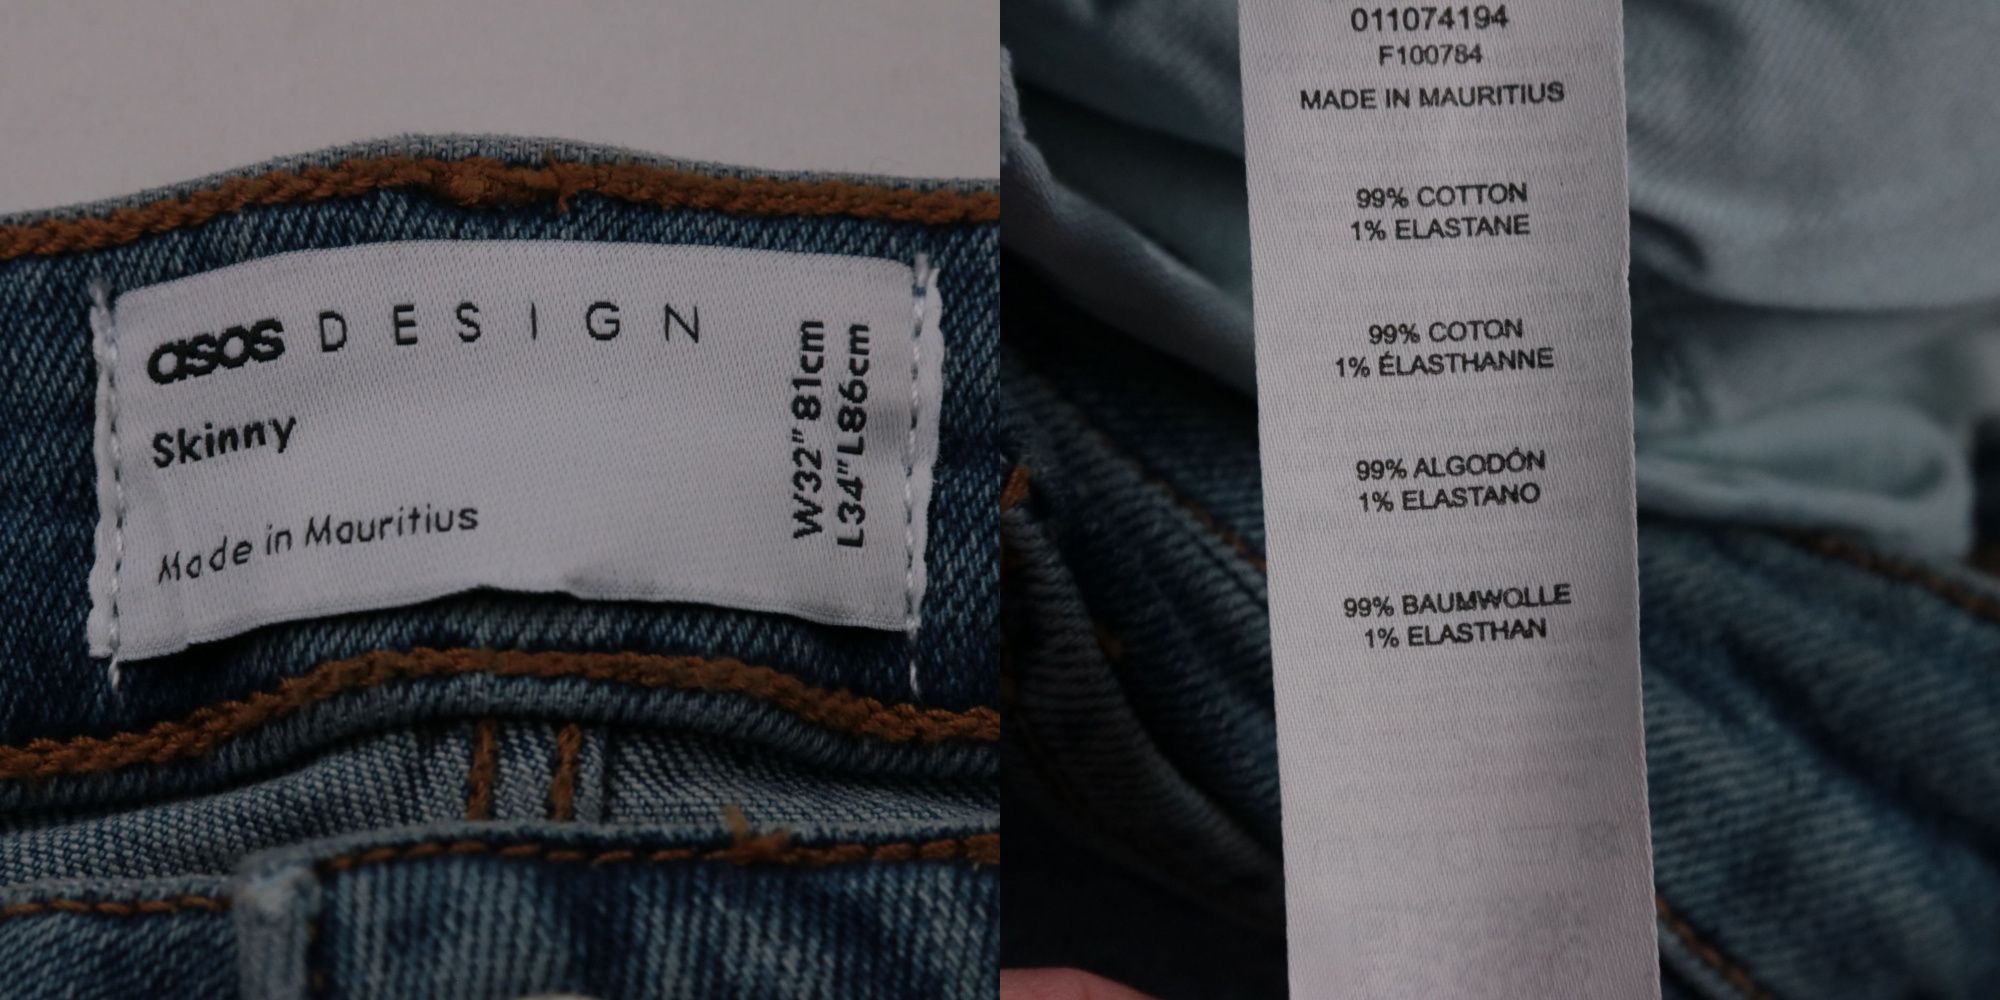 asos DESIGN
Skinny
Made in Mauritius
W32" 81cm
L34" L86cm
011074194
F100784
MADE IN MAURITIUS
99% COTTON
1% ELASTANE
99% COTON
1% ÉLASTHANNE
99% ALGODÓN
1% ELASTANO
99% BAUMWOLLE
1% ELASTHAN